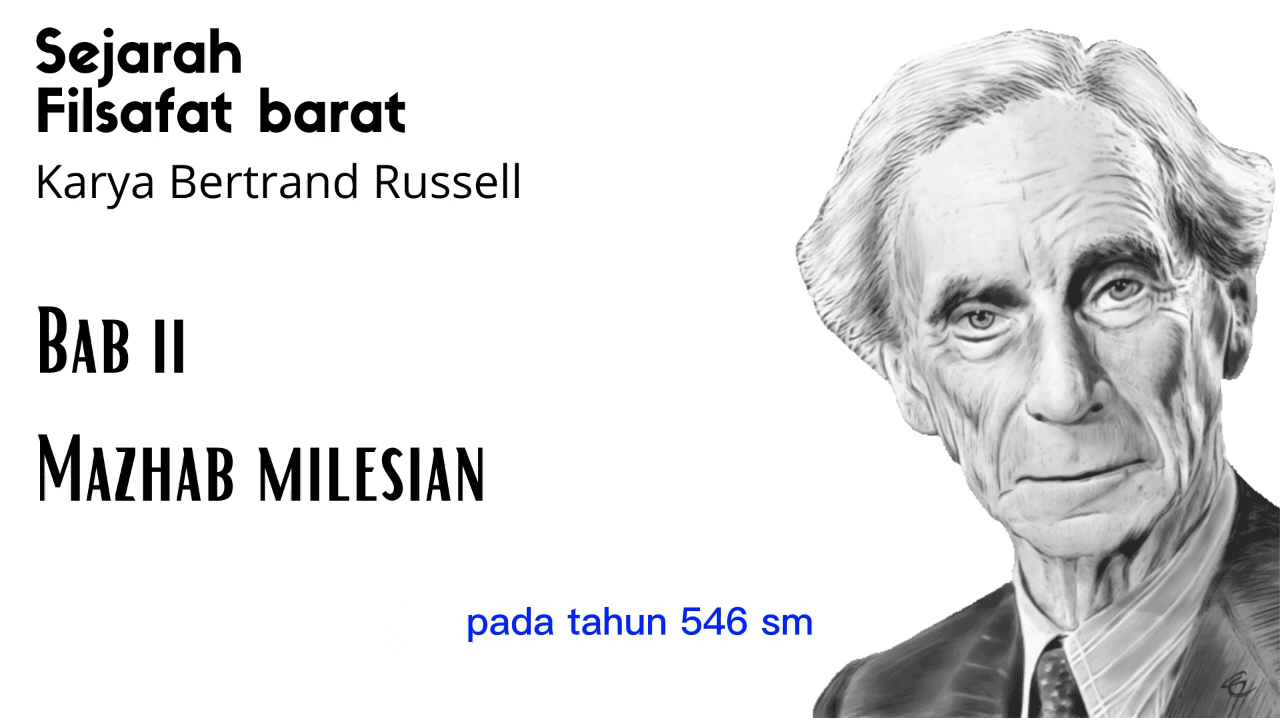 Sejarah
Filsafat barat
Karya Bertrand Russell
Bab II
Mazhab milesian
pada tahun 546 sm